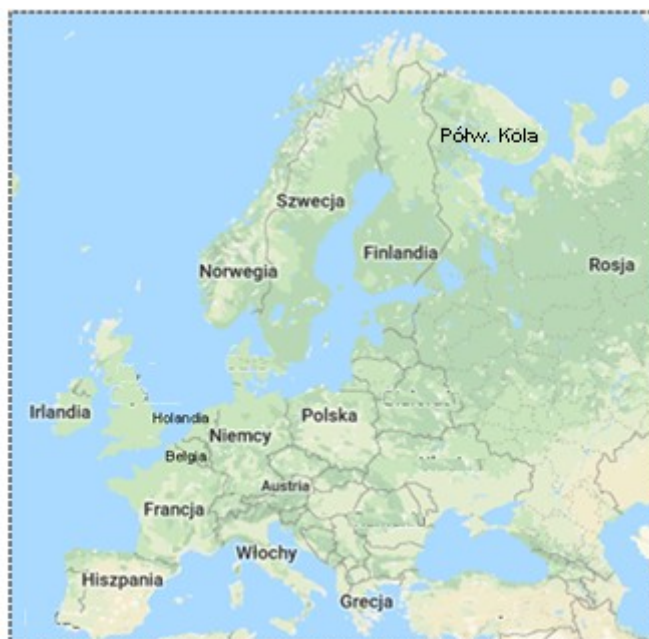 Półw. Kola
Szwecja
Finlandia
Rosja
Norwegia
Irlandia
Holandia
Polska
Niemcy
Belgia
Austria
Francja
Włochy
Hiszpania
Grecja